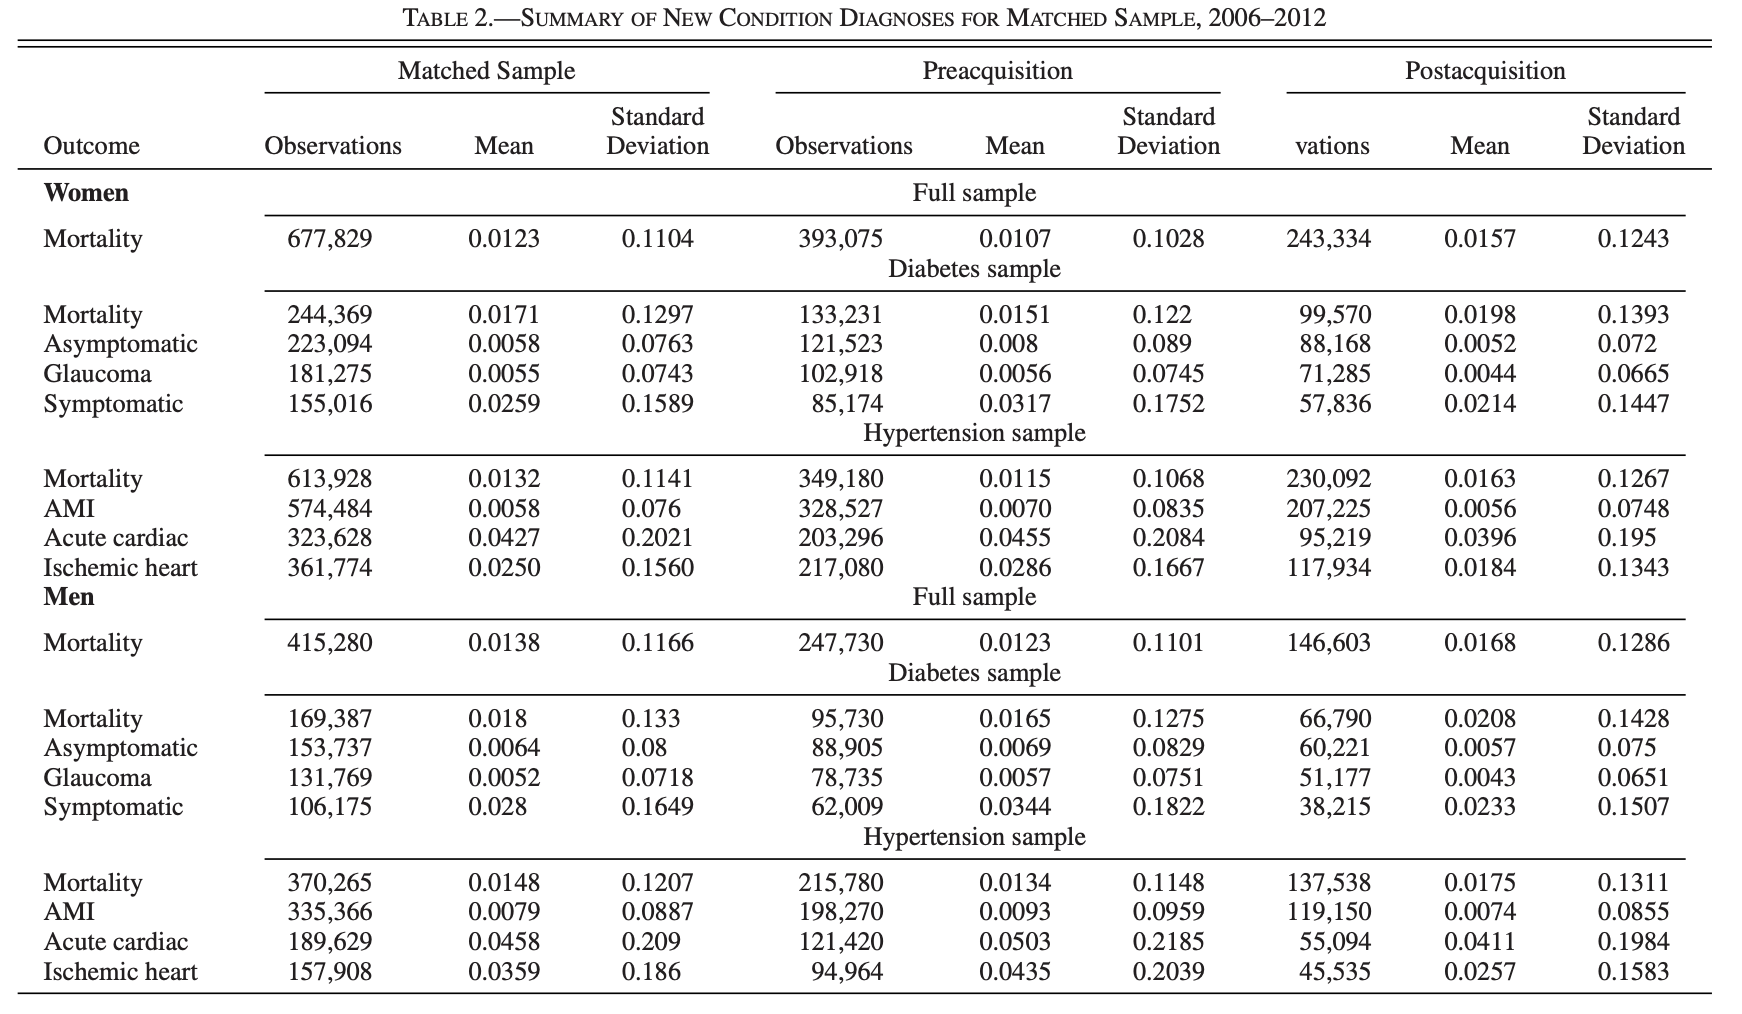 TABLE 2.—SUMMARY OF NEW CONDITION DIAGNOSES FOR MATCHED SAMPLE, 2006–2012
Matched Sample Preacquisition Postacquisition
Outcome Observations Mean Standard Deviation Observations Mean Standard Deviation vations Mean Standard Deviation
Women Full sample
Mortality 677,829 0.0123 0.1104 393,075 0.0107 0.1028 243,334 0.0157 0.1243
Diabetes sample
Mortality 244,369 0.0171 0.1297 133,231 0.0151 0.122 99,570 0.0198 0.1393
Asymptomatic 223,094 0.0058 0.0763 121,523 0.008 0.089 88,168 0.0052 0.072
Glaucoma 181,275 0.0055 0.0743 102,918 0.0056 0.0745 71,285 0.0044 0.0665
Symptomatic 155,016 0.0259 0.1589 85,174 0.0317 0.1752 57,836 0.0214 0.1447
Hypertension sample
Mortality 613,928 0.0132 0.1141 349,180 0.0115 0.1068 230,092 0.0163 0.1267
AMI 574,484 0.0058 0.076 328,527 0.0070 0.0835 207,225 0.0056 0.0748
Acute cardiac 323,628 0.0427 0.2021 203,296 0.0455 0.2084 95,219 0.0396 0.195
Ischemic heart 361,774 0.0250 0.1560 217,080 0.0286 0.1667 117,934 0.0184 0.1343
Men Full sample
Mortality 415,280 0.0138 0.1166 247,730 0.0123 0.1101 146,603 0.0168 0.1286
Diabetes sample
Mortality 169,387 0.018 0.133 95,730 0.0165 0.1275 66,790 0.0208 0.1428
Asymptomatic 153,737 0.0064 0.08 88,905 0.0069 0.0829 60,221 0.0057 0.075
Glaucoma 131,769 0.0052 0.0718 78,735 0.0057 0.0751 51,177 0.0043 0.0651
Symptomatic 106,175 0.028 0.1649 62,009 0.0344 0.1822 38,215 0.0233 0.1507
Hypertension sample
Mortality 370,265 0.0148 0.1207 215,780 0.0134 0.1148 137,538 0.0175 0.1311
AMI 335,366 0.0079 0.0887 198,270 0.0093 0.0959 119,150 0.0074 0.0855
Acute cardiac 189,629 0.0458 0.209 121,420 0.0503 0.2185 55,094 0.0411 0.1984
Ischemic heart 157,908 0.0359 0.186 94,964 0.0435 0.2039 45,535 0.0257 0.1583